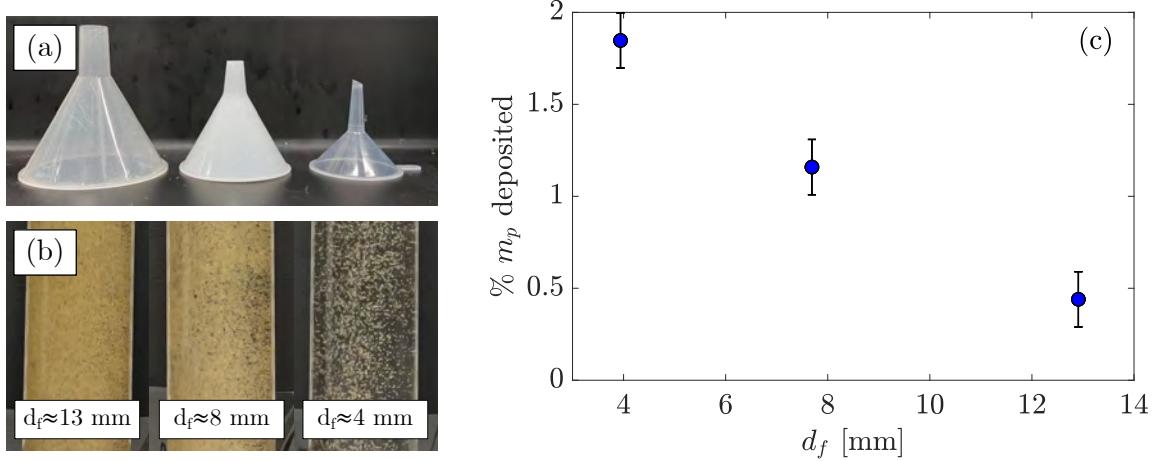 (a)
(b)
d_f≈13 mm
d_f≈8 mm
d_f≈4 mm
(c)
2
1.5
1
0.5
0
% m_p deposited
4
6
8
10
12
14
d_f [mm]